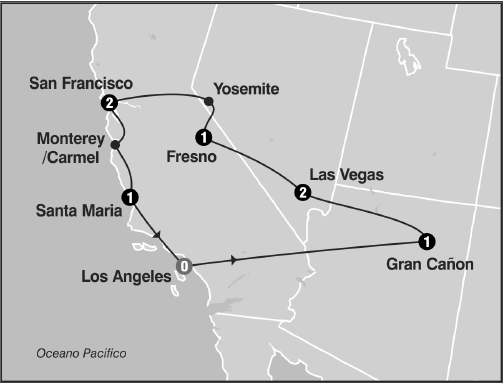 San Francisco
2
Yosemite
Monterey
/Carmel
1
Fresno
Las Vegas
2
1
Santa Maria
1
Gran Cañon
0
Los Angeles
Oceano Pacifico